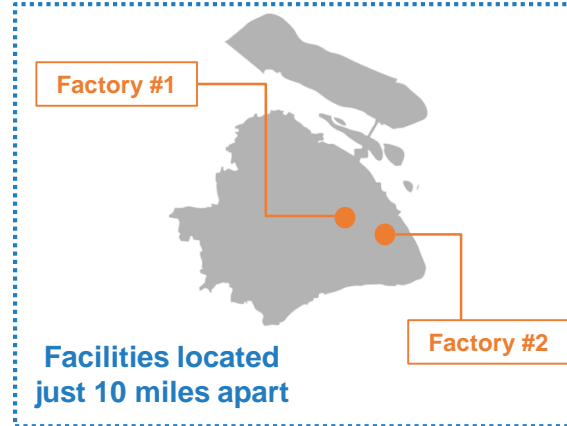 Factory #1
Factory #2
Facilities located
just 10 miles apart